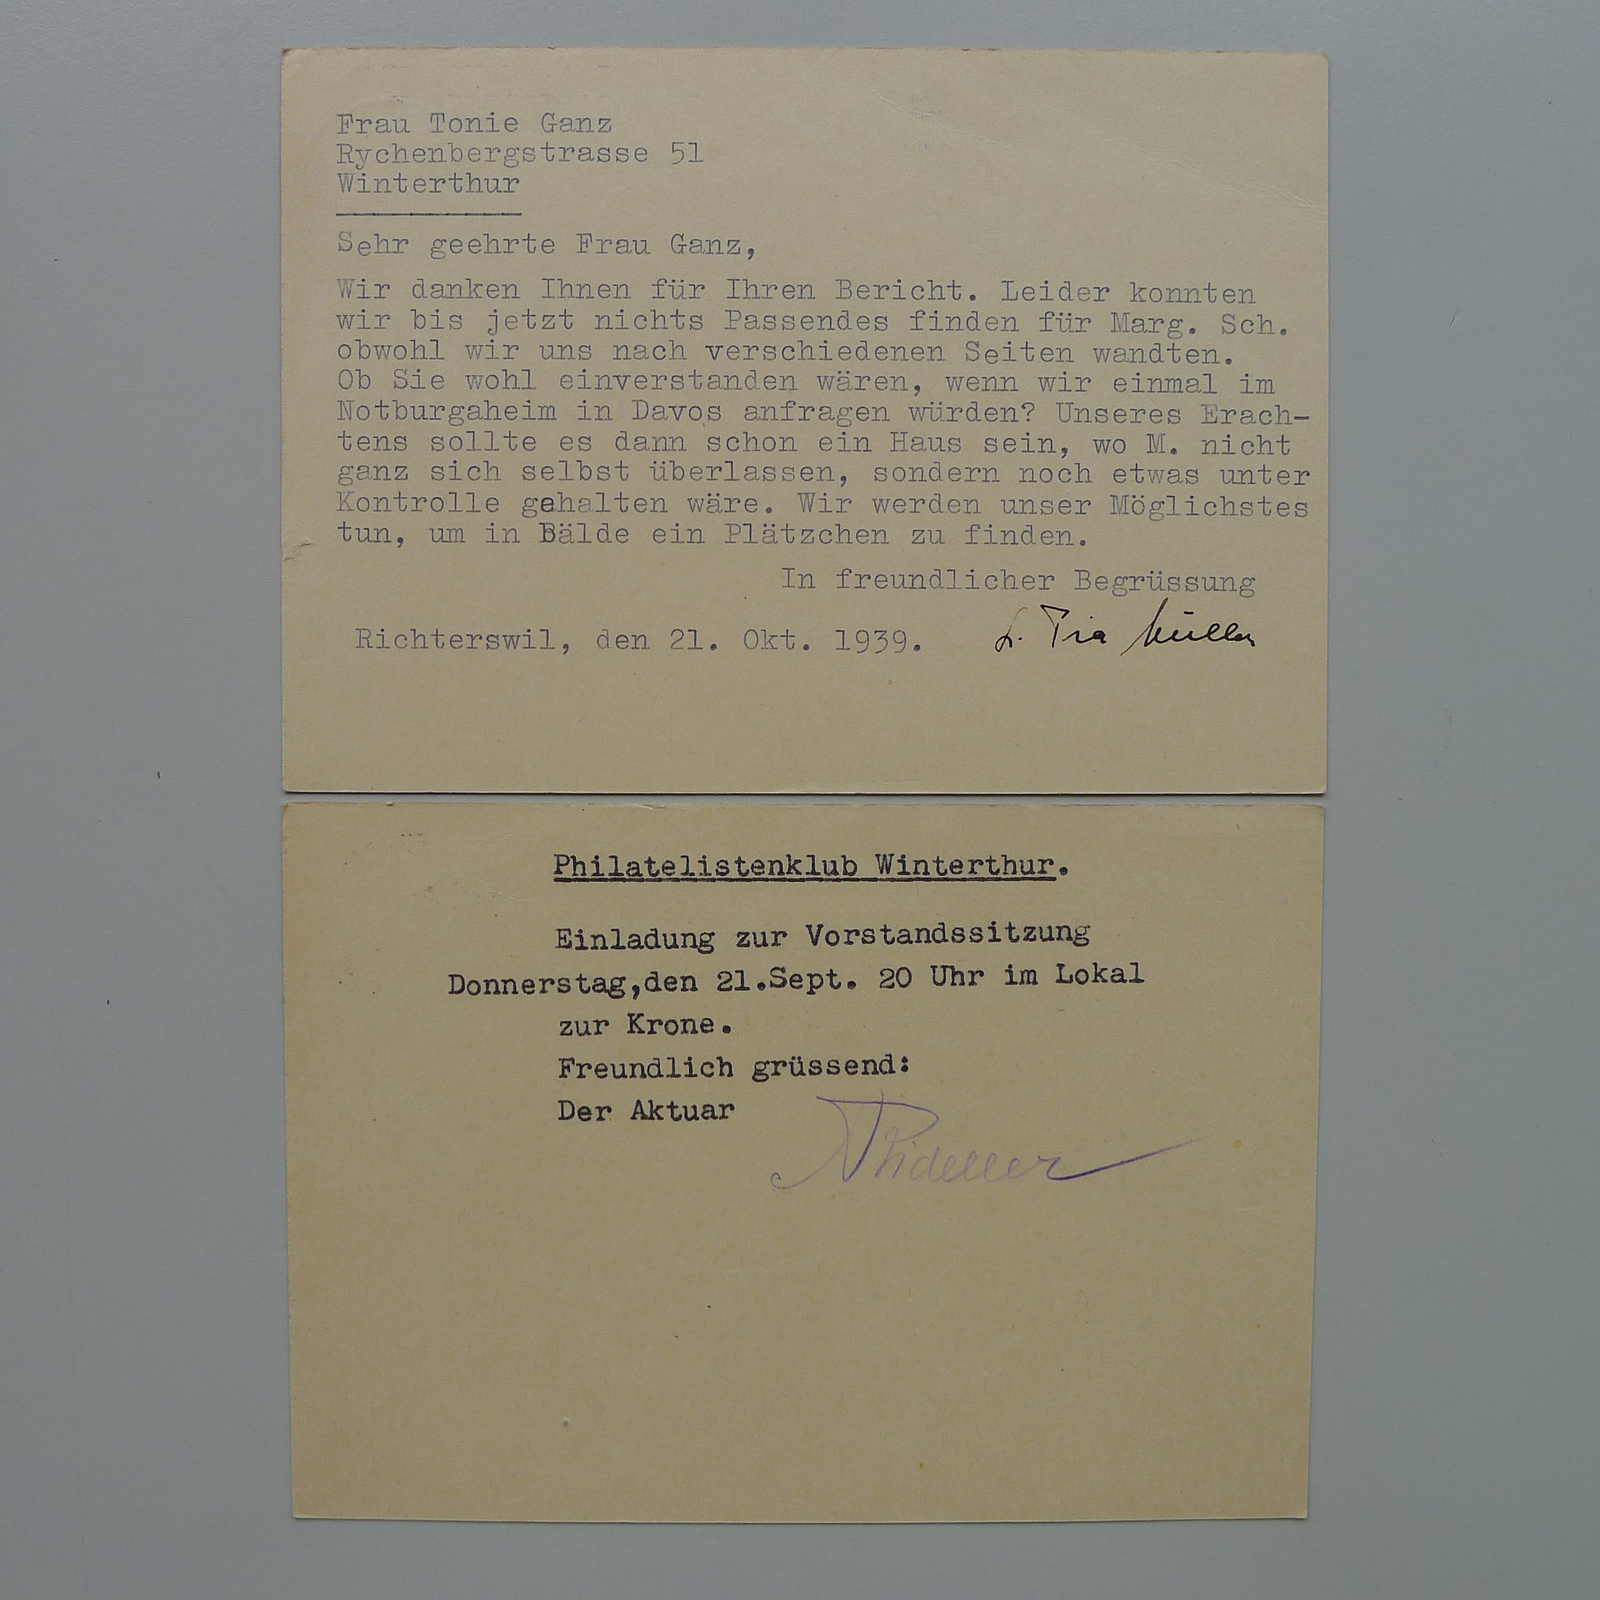 Frau Tonie Ganz
Rychenbergstrasse 51
Winterthur
Sehr geehrte Frau Ganz,
Wir danken Ihnen für Ihren Bericht. Leider konnten
wir bis jetzt nichts Passendes finden für Marg. Sch.
obwohl wir uns nach verschiedenen Seiten wandten.
Ob Sie wohl einverstanden wären, wenn wir einmal im
Notburgaheim in Davos anfragen würden? Unseres Erach-
tens sollte es dann schon ein Haus sein, wo M. nicht
ganz sich selbst überlassen, sondern noch etwas unter
Kontrolle gehalten wäre. Wir werden unser Möglichstes
tun, um in Bälde ein Plätzchen zu finden.
In freundlicher Begrüssung
Richterswil, den 21. Okt. 1939.
Pia Müller
Philatelistenklub Winterthur.
Einladung zur Vorstandssitzung
Donnerstag,den 21.Sept. 20 Uhr im Lokal
zur Krone.
Freundlich grüssend:
Der Aktuar